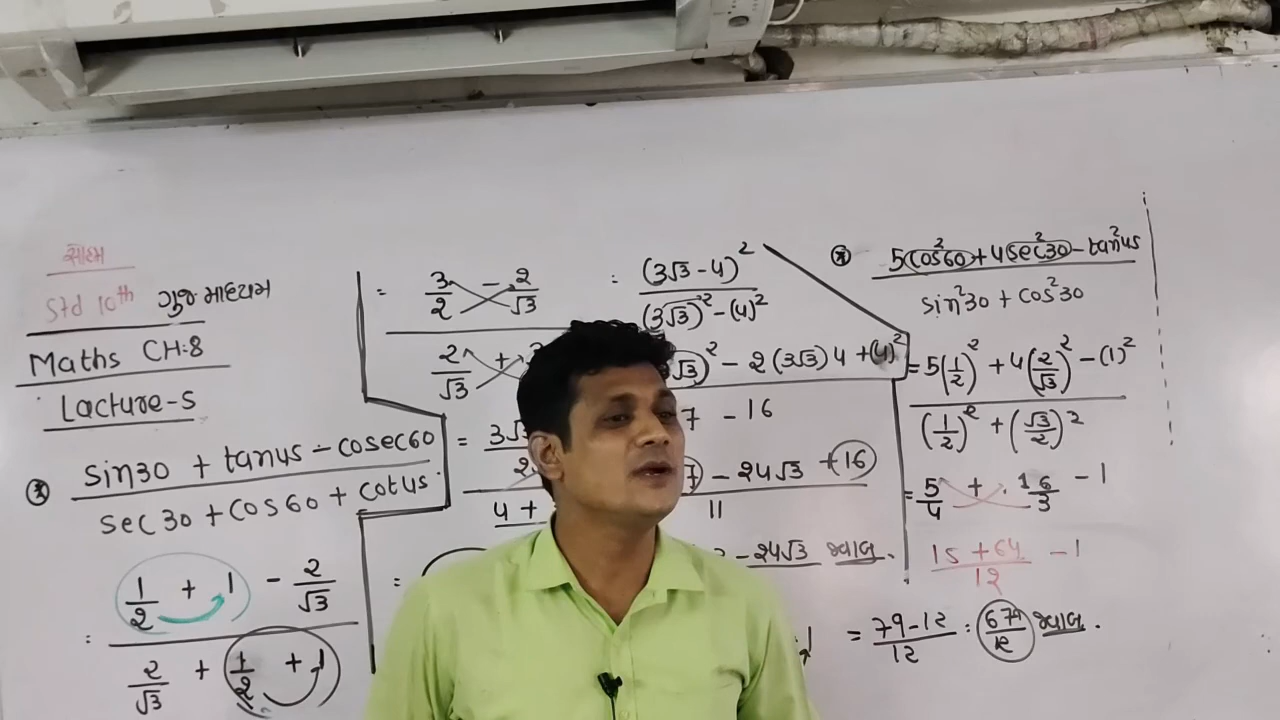 સોહમ
Std 10th ગુજ માધ્યમ
Maths CH:8
Lacture-5
sin30 + tan45 - cosec60
sec 30 + cos 60 + cot45
1/2 + 1 - 2/√3
: 2/√3 + 1/2 + 1
= 3/2 - 2/√3
2/√3 +
= 3√
4 +
=
: (3√3 - 4)²
(3√3)² - (4)²
√3)² - 2 (3√3) 4 + (4)²
7 - 16
7) - 24√3 + 16
11
- 24√3 જવાબ.
5cos²60 + 4sec²30 - tan²45
sin²30 + cos²30
= 5(1/2)² + 4(2/√3)² - (1)²
(1/2)² + (√3/2)²
= 5/4 + 16/3 - 1
15 + 64 - 1
12
= 79-12/12 : 67/12 જવાબ.